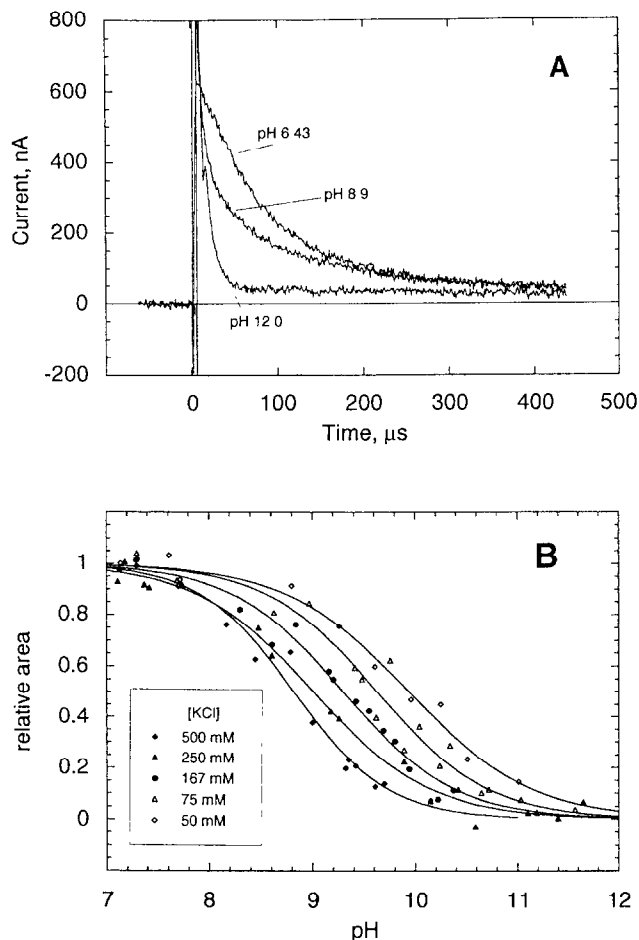 A
Current, nA
800
600
400
200
0
-200
pH 6 43
pH 8 9
pH 12 0
-100 0 100 200 300 400 500
Time, µs
B
relative area
1
0.8
0.6
0.4
0.2
0
[KCl]
500 mM
250 mM
167 mM
75 mM
50 mM
7 8 9 10 11 12
pH